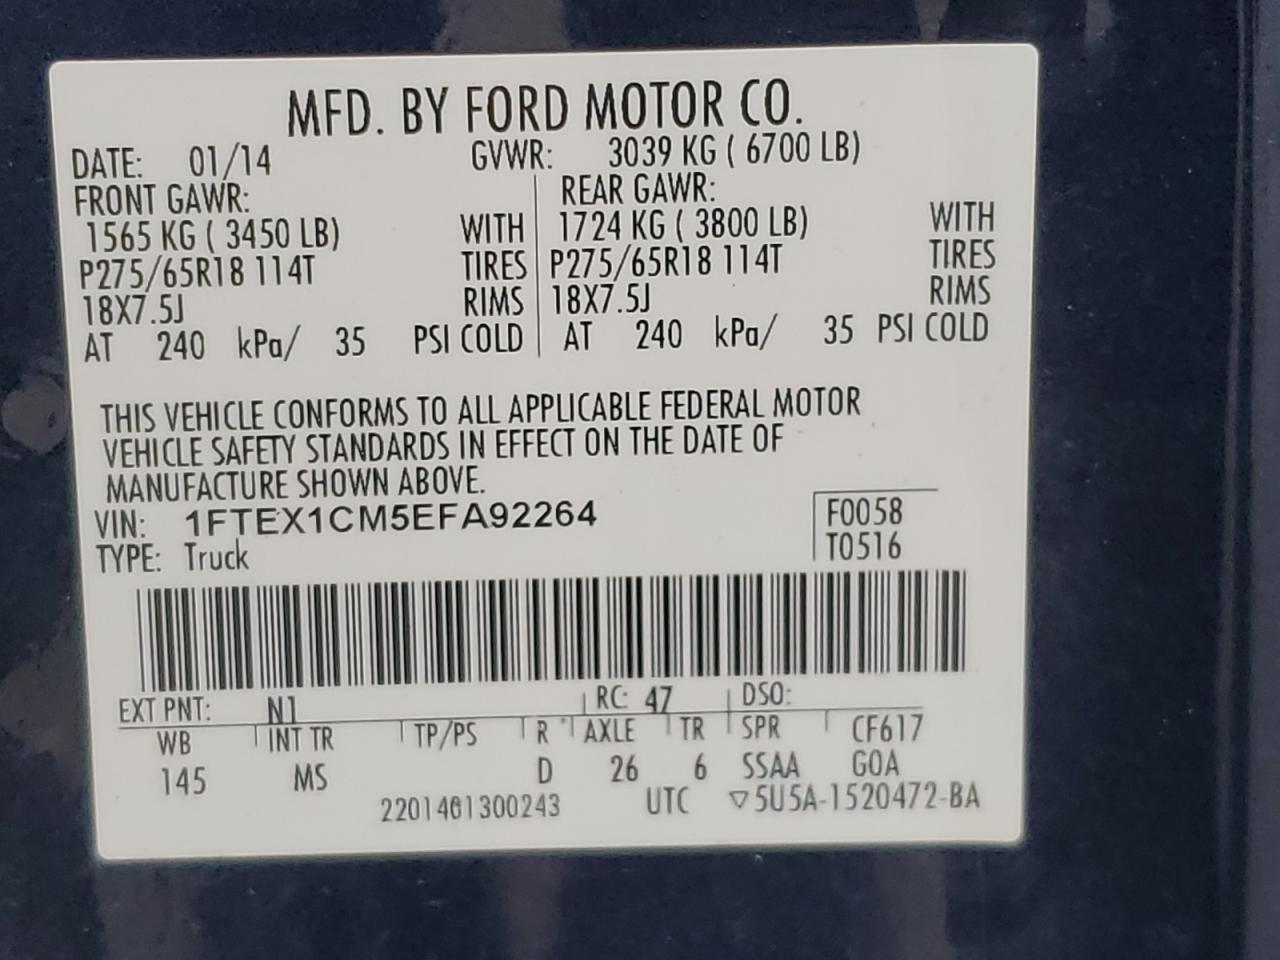 MFD. BY FORD MOTOR CO.
DATE: 01/14 GVWR: 3039 KG ( 6700 LB)
FRONT GAWR: REAR GAWR:
1565 KG ( 3450 LB) WITH 1724 KG ( 3800 LB) WITH
P275/65R18 114T TIRES P275/65R18 114T TIRES
18X7.5J RIMS 18X7.5J RIMS
AT 240 kPa/ 35 PSI COLD AT 240 kPa/ 35 PSI COLD
THIS VEHICLE CONFORMS TO ALL APPLICABLE FEDERAL MOTOR
VEHICLE SAFETY STANDARDS IN EFFECT ON THE DATE OF
MANUFACTURE SHOWN ABOVE.
VIN: 1FTEX1CM5EFA92264 F0058
TYPE: Truck T0516
EXT PNT: N1 RC: 47 DSO:
WB INT TR TP/PS R AXLE TR SPR CF617
145 MS D 26 6 SSAA GOA
2201401300243 UTC ▽5U5A-1520472-BA